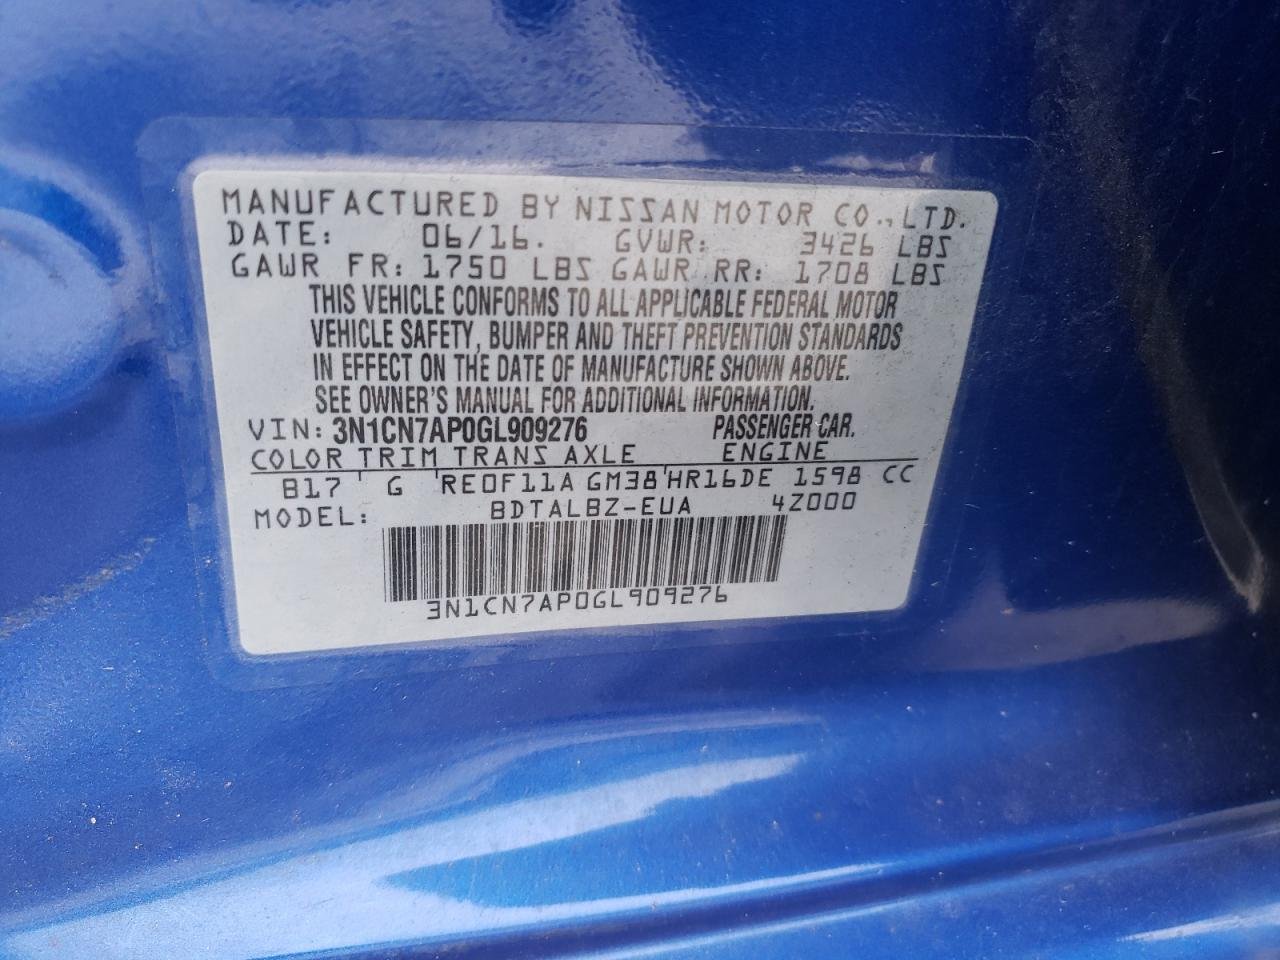 MANUFACTURED BY NISSAN MOTOR CO., LTD.
DATE: 06/16. GVWR: 3426 LBS
GAWR FR: 1750 LBS GAWR RR: 1708 LBS
THIS VEHICLE CONFORMS TO ALL APPLICABLE FEDERAL MOTOR
VEHICLE SAFETY, BUMPER AND THEFT PREVENTION STANDARDS
IN EFFECT ON THE DATE OF MANUFACTURE SHOWN ABOVE.
SEE OWNER'S MANUAL FOR ADDITIONAL INFORMATION.
VIN: 3N1CN7AP0GL909276 PASSENGER CAR.
COLOR TRIM TRANS AXLE ENGINE
B17 ' G 'RE0F11A GM38'HR16DE 1598 CC
MODEL: BDTALBZ-EUA 4Z000
3N1CN7AP0GL909276